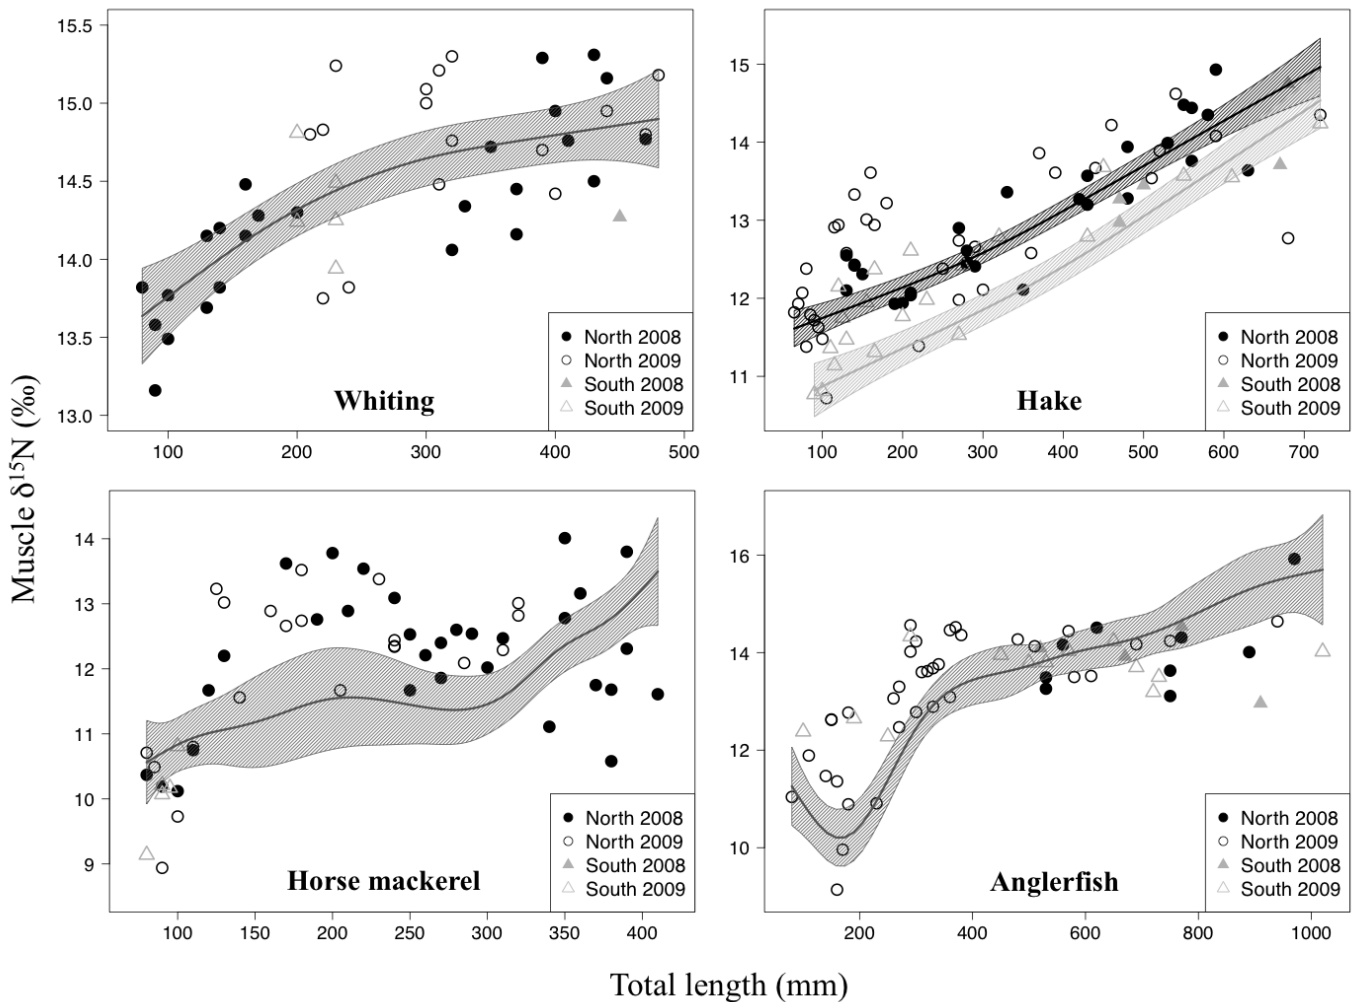 Muscle δ15N (‰)
15.5
15.0
14.5
14.0
13.5
13.0
100 200 300 400 500
Whiting
North 2008
North 2009
South 2008
South 2009
15
14
13
12
11
100 200 300 400 500 600 700
Hake
North 2008
North 2009
South 2008
South 2009
14
13
12
11
10
9
100 150 200 250 300 350 400
Horse mackerel
North 2008
North 2009
South 2008
South 2009
16
14
12
10
200 400 600 800 1000
Anglerfish
North 2008
North 2009
South 2008
South 2009
Total length (mm)